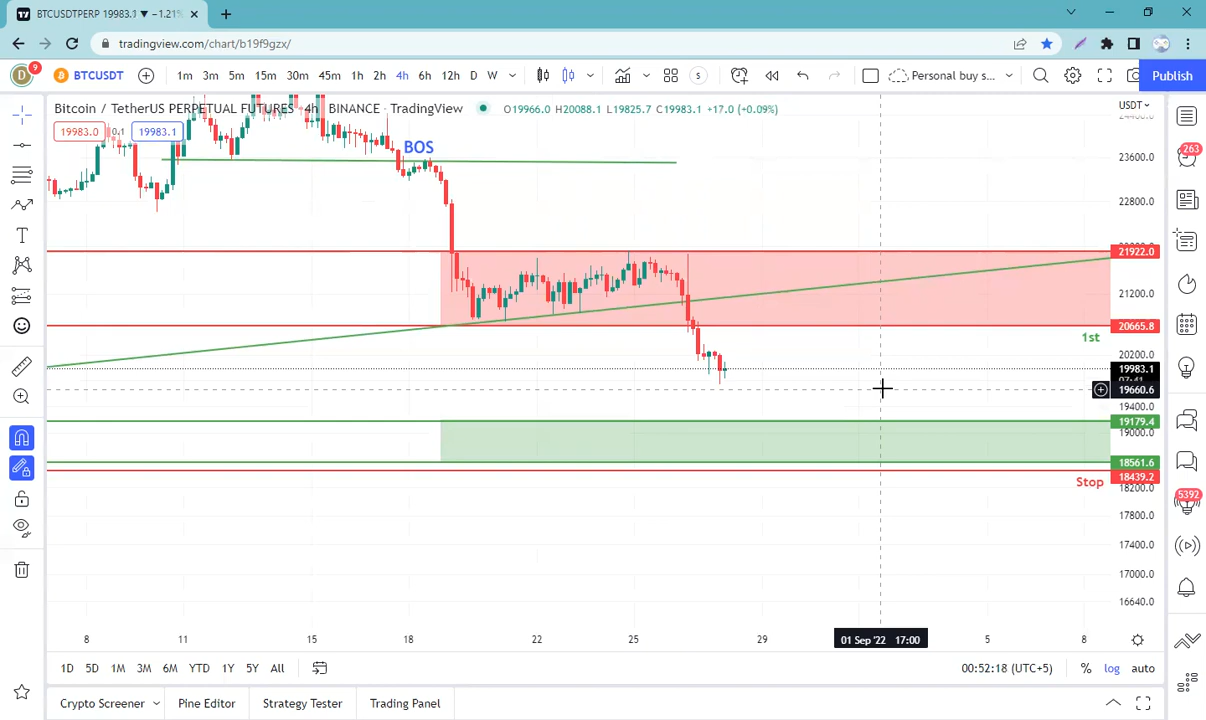 BTCUSDTPERP 19983.1 ▼ −1.21%
tradingview.com/chart/b19f9gzx/
D 9 BTCUSDT 1m 3m 5m 15m 30m 45m 1h 2h 4h 6h 12h D W S Personal buy s... Publish
Bitcoin / TetherUS PERPETUAL FUTURES 4h BINANCE TradingView O19966.0 H20088.1 L19825.7 C19983.1 +17.0 (+0.09%)
USDT
19983.0 0.1 19983.1
BOS
23600.0
22800.0
21922.0
21200.0
20665.8
1st
20200.0
19983.1
19660.6
19400.0
19179.4
19000.0
18561.6
18439.2
Stop
18200.0
17800.0
17400.0
17000.0
16640.0
263
5392
8 11 15 18 22 25 29 01 Sep '22 17:00 5 8
1D 5D 1M 3M 6M YTD 1Y 5Y All 00:52:18 (UTC+5) % log auto
Crypto Screener Pine Editor Strategy Tester Trading Panel